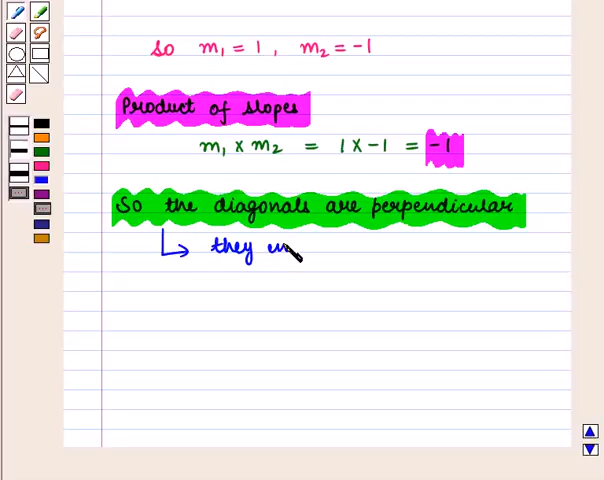 so m₁ = 1 , m₂ = -1
Product of slopes
m₁ × m₂ = 1 × -1 = -1
So the diagonals are perpendicular
↳ they